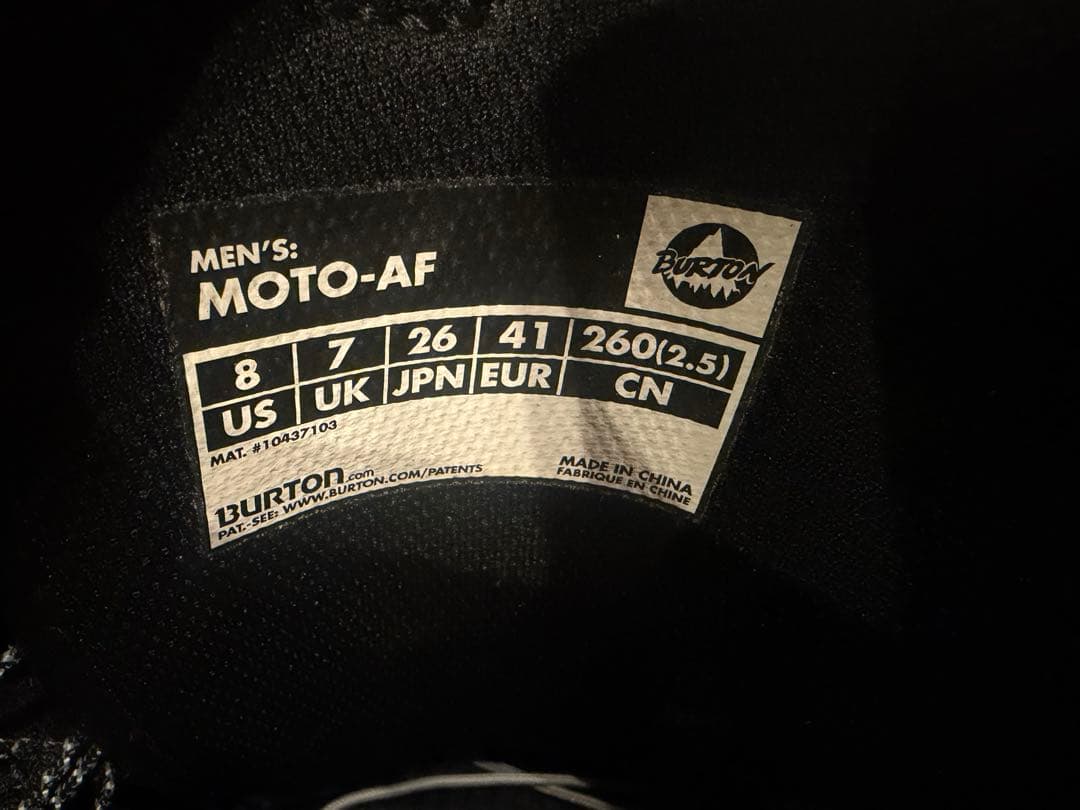 MEN'S:
MOTO-AF
BURTON
8 7 26 41 260(2.5)
US UK JPN EUR CN
MAT. #10437103
BURTON.com
PAT.-SEE: WWW.BURTON.COM/PATENTS
MADE IN CHINA
FABRIQUE EN CHINE